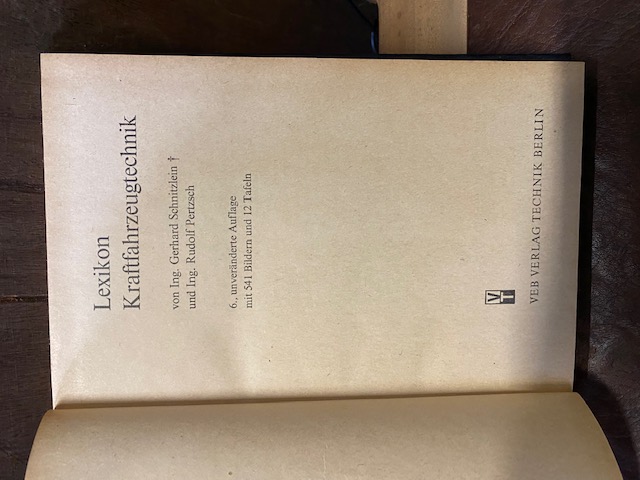 Lexikon
Kraftfahrzeugtechnik
von Ing. Gerhard Schnitzlein †
und Ing. Rudolf Pertzsch
6., unveränderte Auflage
mit 541 Bildern und 12 Tafeln
VT
VEB VERLAG TECHNIK BERLIN